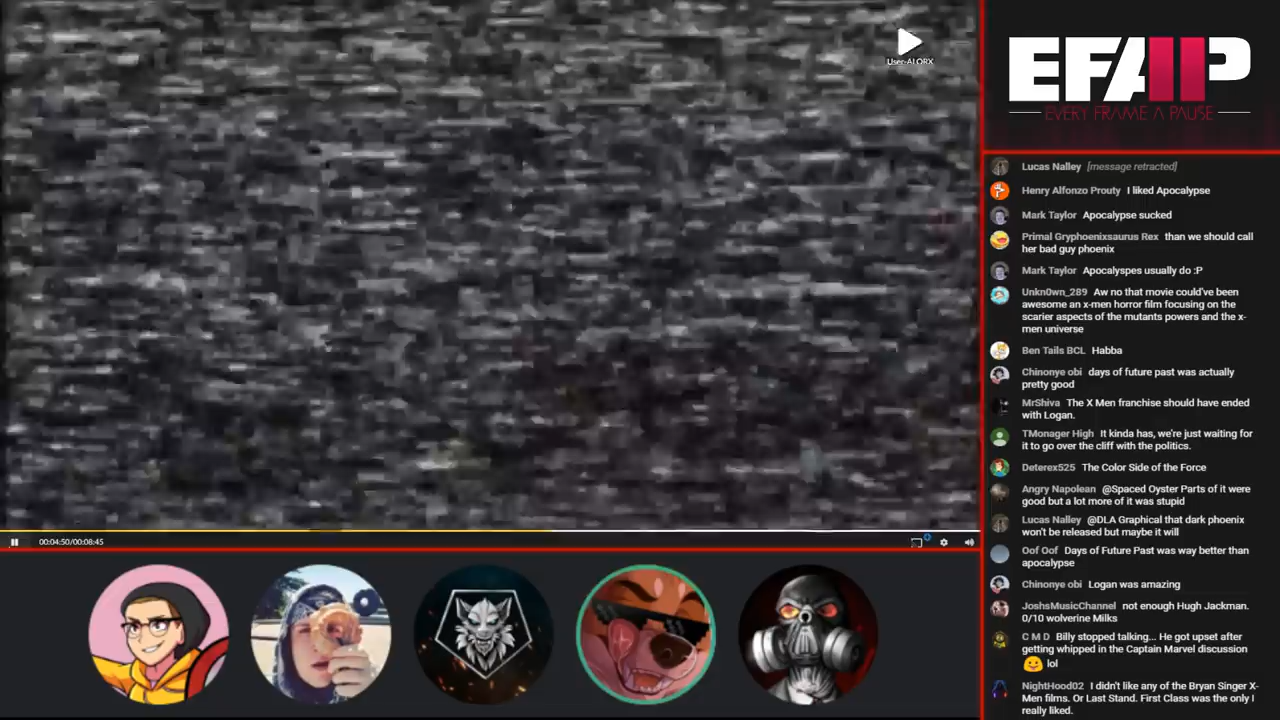 User-ALORX
EFAP
EVERY FRAME A PAUSE
Lucas Nalley [message retracted]
Henry Alfonzo Prouty I liked Apocalypse
Mark Taylor Apocalypse sucked
Primal Gryphoenixsaurus Rex than we should call
her bad guy phoenix
Mark Taylor Apocalyspes usually do :P
Unkn0wn_289 Aw no that movie could've been
awesome an x-men horror film focusing on the
scarier aspects of the mutants powers and the x-
men universe
Ben Tails BCL Habba
Chinonye obi days of future past was actually
pretty good
MrShiva The X Men franchise should have ended
with Logan.
TMonager High It kinda has, we're just waiting for
it to go over the cliff with the politics.
Deterex525 The Color Side of the Force
Angry Napolean @Spaced Oyster Parts of it were
good but a lot more of it was stupid
Lucas Nalley @DLA Graphical that dark phoenix
won't be released but maybe it will
Oof Oof Days of Future Past was way better than
apocalypse
Chinonye obi Logan was amazing
JoshsMusicChannel not enough Hugh Jackman.
0/10 wolverine Milks
C M D Billy stopped talking... He got upset after
getting whipped in the Captain Marvel discussion
lol
NightHood02 I didn't like any of the Bryan Singer X-
Men films. Or Last Stand. First Class was the only I
really liked.
00:04:50/00:08:45